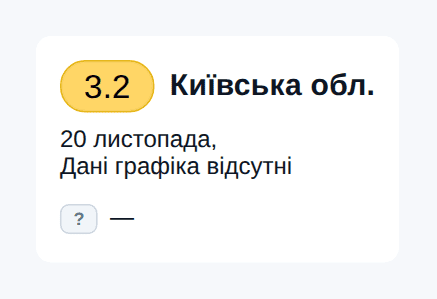 3.2 Київська обл.
20 листопада,
Дані графіка відсутні
? —